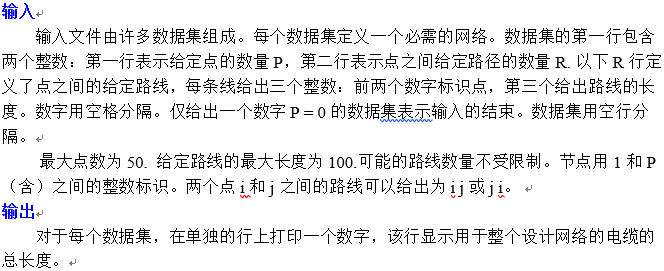 输入
输入文件由许多数据集组成。每个数据集定义一个必需的网络。数据集的第一行包含
两个整数：第一行表示给定点的数量 P，第二行表示点之间给定路径的数量 R. 以下 R 行定
义了点之间的给定路线，每条线给出三个整数：前两个数字标识点，第三个给出路线的长
度。数字用空格分隔。仅给出一个数字 P = 0 的数据集表示输入的结束。数据集用空行分
隔。
最大点数为 50. 给定路线的最大长度为 100.可能的路线数量不受限制。节点用 1 和 P
（含）之间的整数标识。两个点 i 和 j 之间的路线可以给出为 i j 或 j i。
输出
对于每个数据集，在单独的行上打印一个数字，该行显示用于整个设计网络的电缆的
总长度。